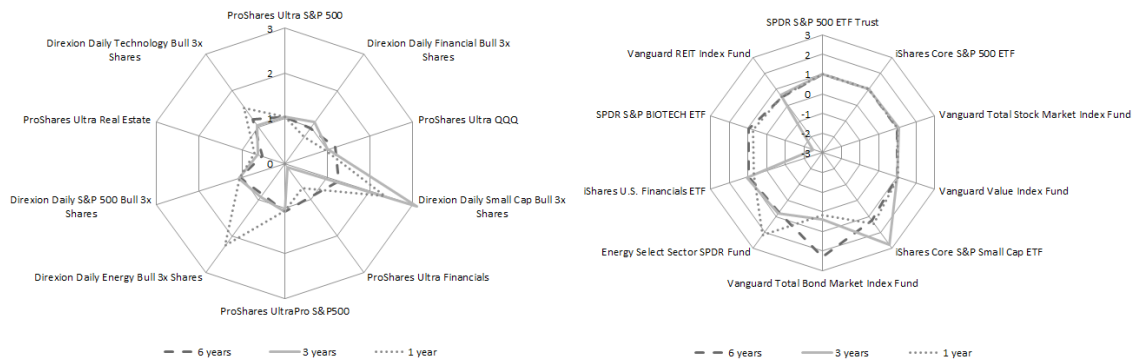 ProShares Ultra S&P 500
Direxion Daily Financial Bull 3x
Shares
ProShares Ultra QQQ
Direxion Daily Small Cap Bull 3x
Shares
ProShares Ultra Financials
ProShares UltraPro S&P500
Direxion Daily Energy Bull 3x Shares
Direxion Daily S&P 500 Bull 3x
Shares
ProShares Ultra Real Estate
Direxion Daily Technology Bull 3x
Shares
3
2
1
0
6 years
3 years
1 year
SPDR S&P 500 ETF Trust
iShares Core S&P 500 ETF
Vanguard Total Stock Market Index Fund
Vanguard Value Index Fund
iShares Core S&P Small Cap ETF
Vanguard Total Bond Market Index Fund
Energy Select Sector SPDR Fund
iShares U.S. Financials ETF
SPDR S&P BIOTECH ETF
Vanguard REIT Index Fund
3
2
1
0
-1
-2
-3
6 years
3 years
1 year